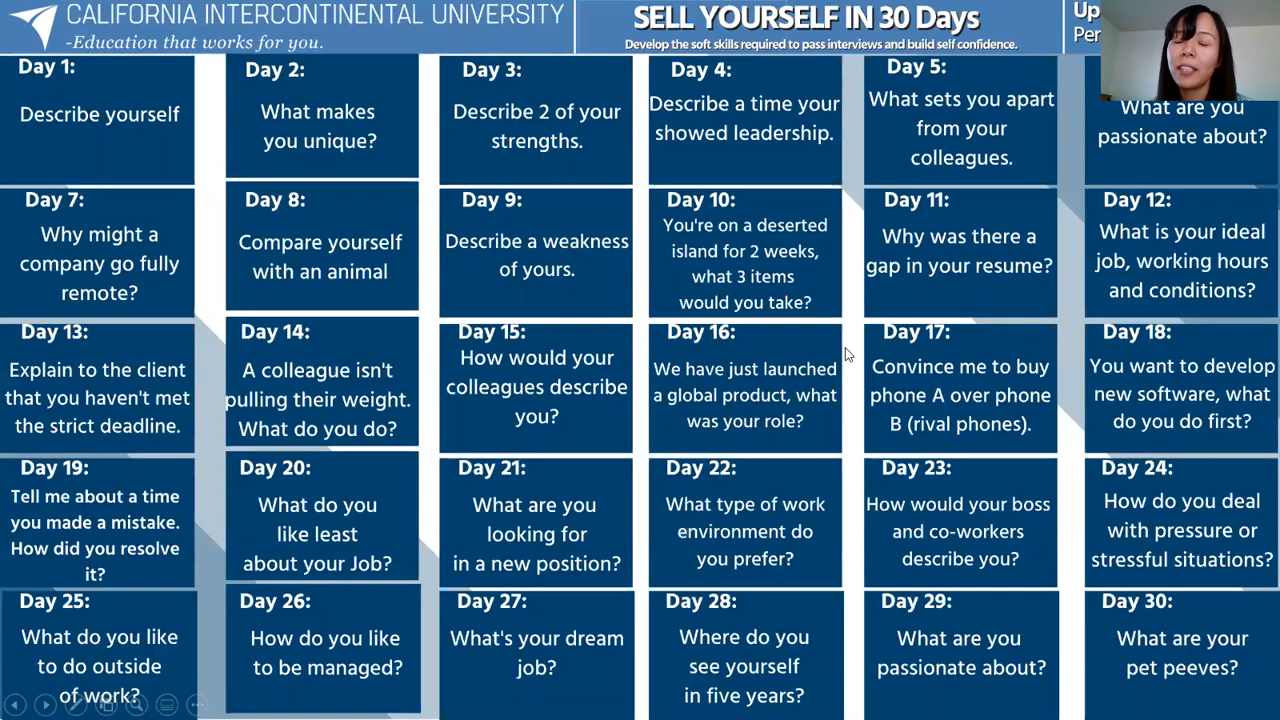 CALIFORNIA INTERCONTINENTAL UNIVERSITY
-Education that works for you.
SELL YOURSELF IN 30 Days
Develop the soft skills required to pass interviews and build self confidence.
Up
Per
Day 1:
Describe yourself
Day 2:
What makes
you unique?
Day 3:
Describe 2 of your
strengths.
Day 4:
Describe a time your
showed leadership.
Day 5:
What sets you apart
from your
colleagues.
What are you
passionate about?
Day 7:
Why might a
company go fully
remote?
Day 8:
Compare yourself
with an animal
Day 9:
Describe a weakness
of yours.
Day 10:
You're on a deserted
island for 2 weeks,
what 3 items
would you take?
Day 11:
Why was there a
gap in your resume?
Day 12:
What is your ideal
job, working hours
and conditions?
Day 13:
Explain to the client
that you haven't met
the strict deadline.
Day 14:
A colleague isn't
pulling their weight.
What do you do?
Day 15:
How would your
colleagues describe
you?
Day 16:
We have just launched
a global product, what
was your role?
Day 17:
Convince me to buy
phone A over phone
B (rival phones).
Day 18:
You want to develop
new software, what
do you do first?
Day 19:
Tell me about a time
you made a mistake.
How did you resolve
it?
Day 20:
What do you
like least
about your Job?
Day 21:
What are you
looking for
in a new position?
Day 22:
What type of work
environment do
you prefer?
Day 23:
How would your boss
and co-workers
describe you?
Day 24:
How do you deal
with pressure or
stressful situations?
Day 25:
What do you like
to do outside
of work?
Day 26:
How do you like
to be managed?
Day 27:
What's your dream
job?
Day 28:
Where do you
see yourself
in five years?
Day 29:
What are you
passionate about?
Day 30:
What are your
pet peeves?